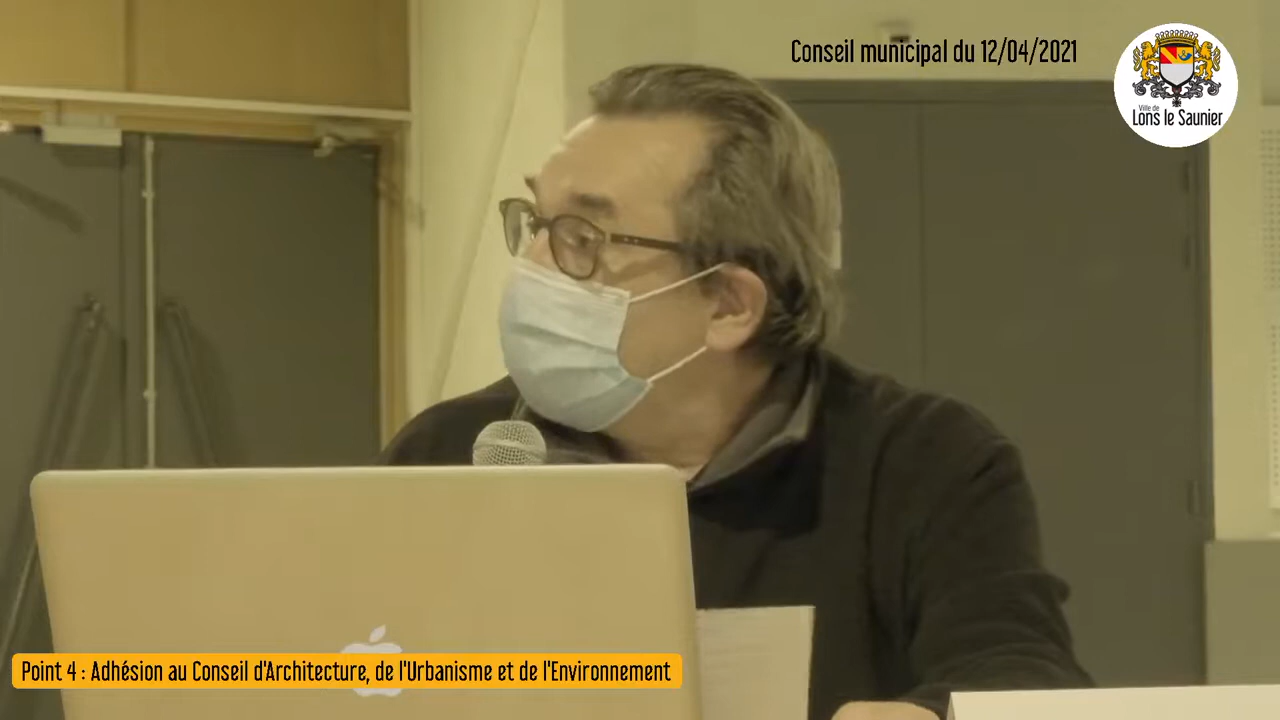 Conseil municipal du 12/04/2021
Ville de
Lons le Saunier
Point 4 : Adhésion au Conseil d'Architecture, de l'Urbanisme et de l'Environnement